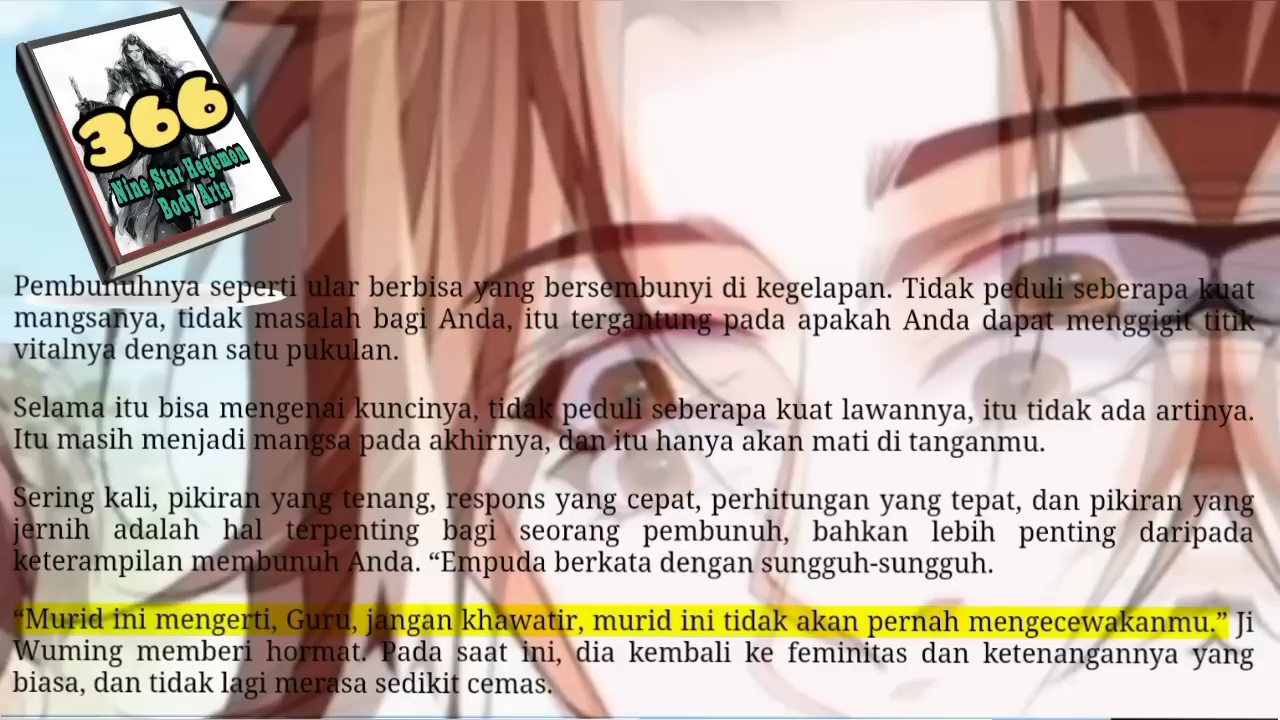 366
Nine Star Hegemon
Body Arts
Pembunuhnya seperti ular berbisa yang bersembunyi di kegelapan. Tidak peduli seberapa kuat
mangsanya, tidak masalah bagi Anda, itu tergantung pada apakah Anda dapat menggigit titik
vitalnya dengan satu pukulan.
Selama itu bisa mengenai kuncinya, tidak peduli seberapa kuat lawannya, itu tidak ada artinya.
Itu masih menjadi mangsa pada akhirnya, dan itu hanya akan mati di tanganmu.
Sering kali, pikiran yang tenang, respons yang cepat, perhitungan yang tepat, dan pikiran yang
jernih adalah hal terpenting bagi seorang pembunuh, bahkan lebih penting daripada
keterampilan membunuh Anda. “Empuda berkata dengan sungguh-sungguh.
“Murid ini mengerti, Guru, jangan khawatir, murid ini tidak akan pernah mengecewakanmu.” Ji
Wuming memberi hormat. Pada saat ini, dia kembali ke feminitas dan ketenangannya yang
biasa, dan tidak lagi merasa sedikit cemas.